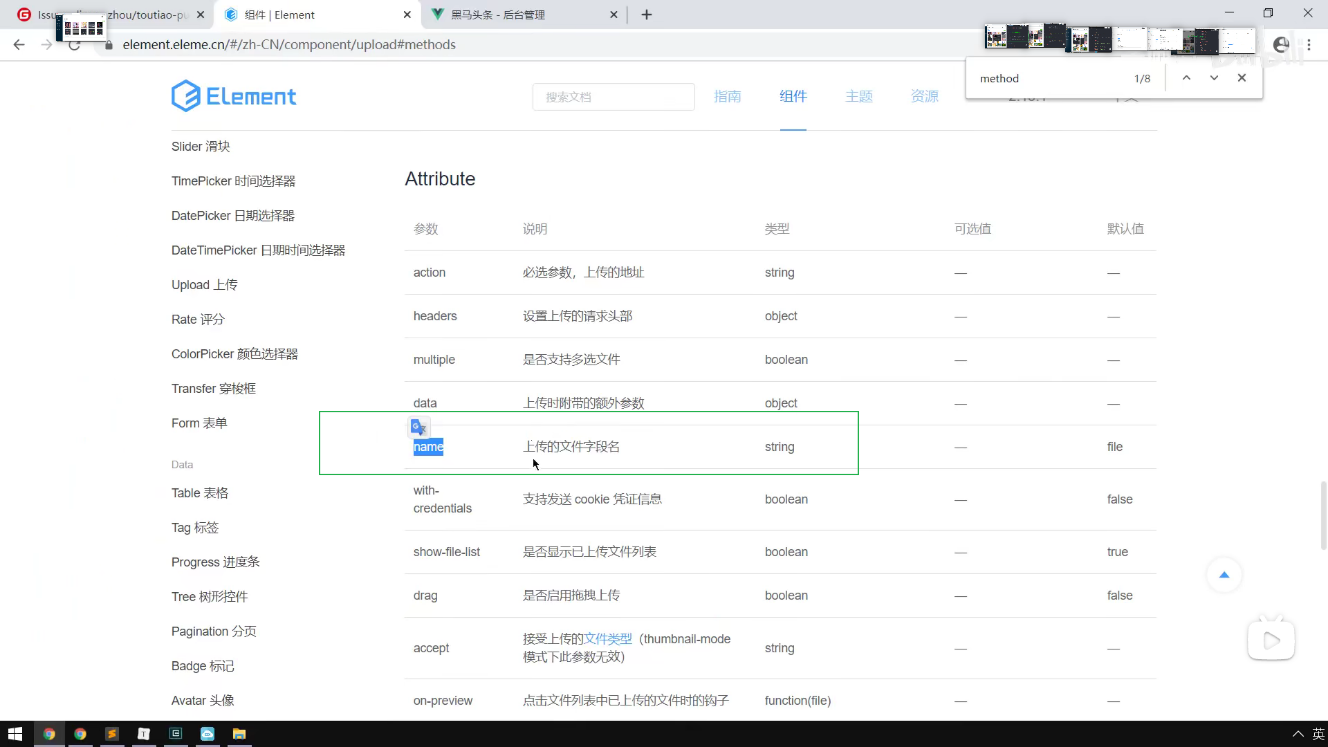 Issu
zhou/toutiao-pu
组件 | Element
黑马头条 - 后台管理
element.eleme.cn/#/zh-CN/component/upload#methods
method
1/8
Element
搜索文档
指南
组件
主题
资源
Slider 滑块
TimePicker 时间选择器
DatePicker 日期选择器
DateTimePicker 日期时间选择器
Upload 上传
Rate 评分
ColorPicker 颜色选择器
Transfer 穿梭框
Form 表单
Data
Table 表格
Tag 标签
Progress 进度条
Tree 树形控件
Pagination 分页
Badge 标记
Avatar 头像
Attribute
参数 说明 类型 可选值 默认值
action 必选参数，上传的地址 string — —
headers 设置上传的请求头部 object — —
multiple 是否支持多选文件 boolean — —
data 上传时附带的额外参数 object — —
name 上传的文件字段名 string — file
with-
credentials 支持发送 cookie 凭证信息 boolean — false
show-file-list 是否显示已上传文件列表 boolean — true
drag 是否启用拖拽上传 boolean — false
accept 接受上传的文件类型（thumbnail-mode
模式下此参数无效） string — —
on-preview 点击文件列表中已上传的文件时的钩子 function(file) — —
英